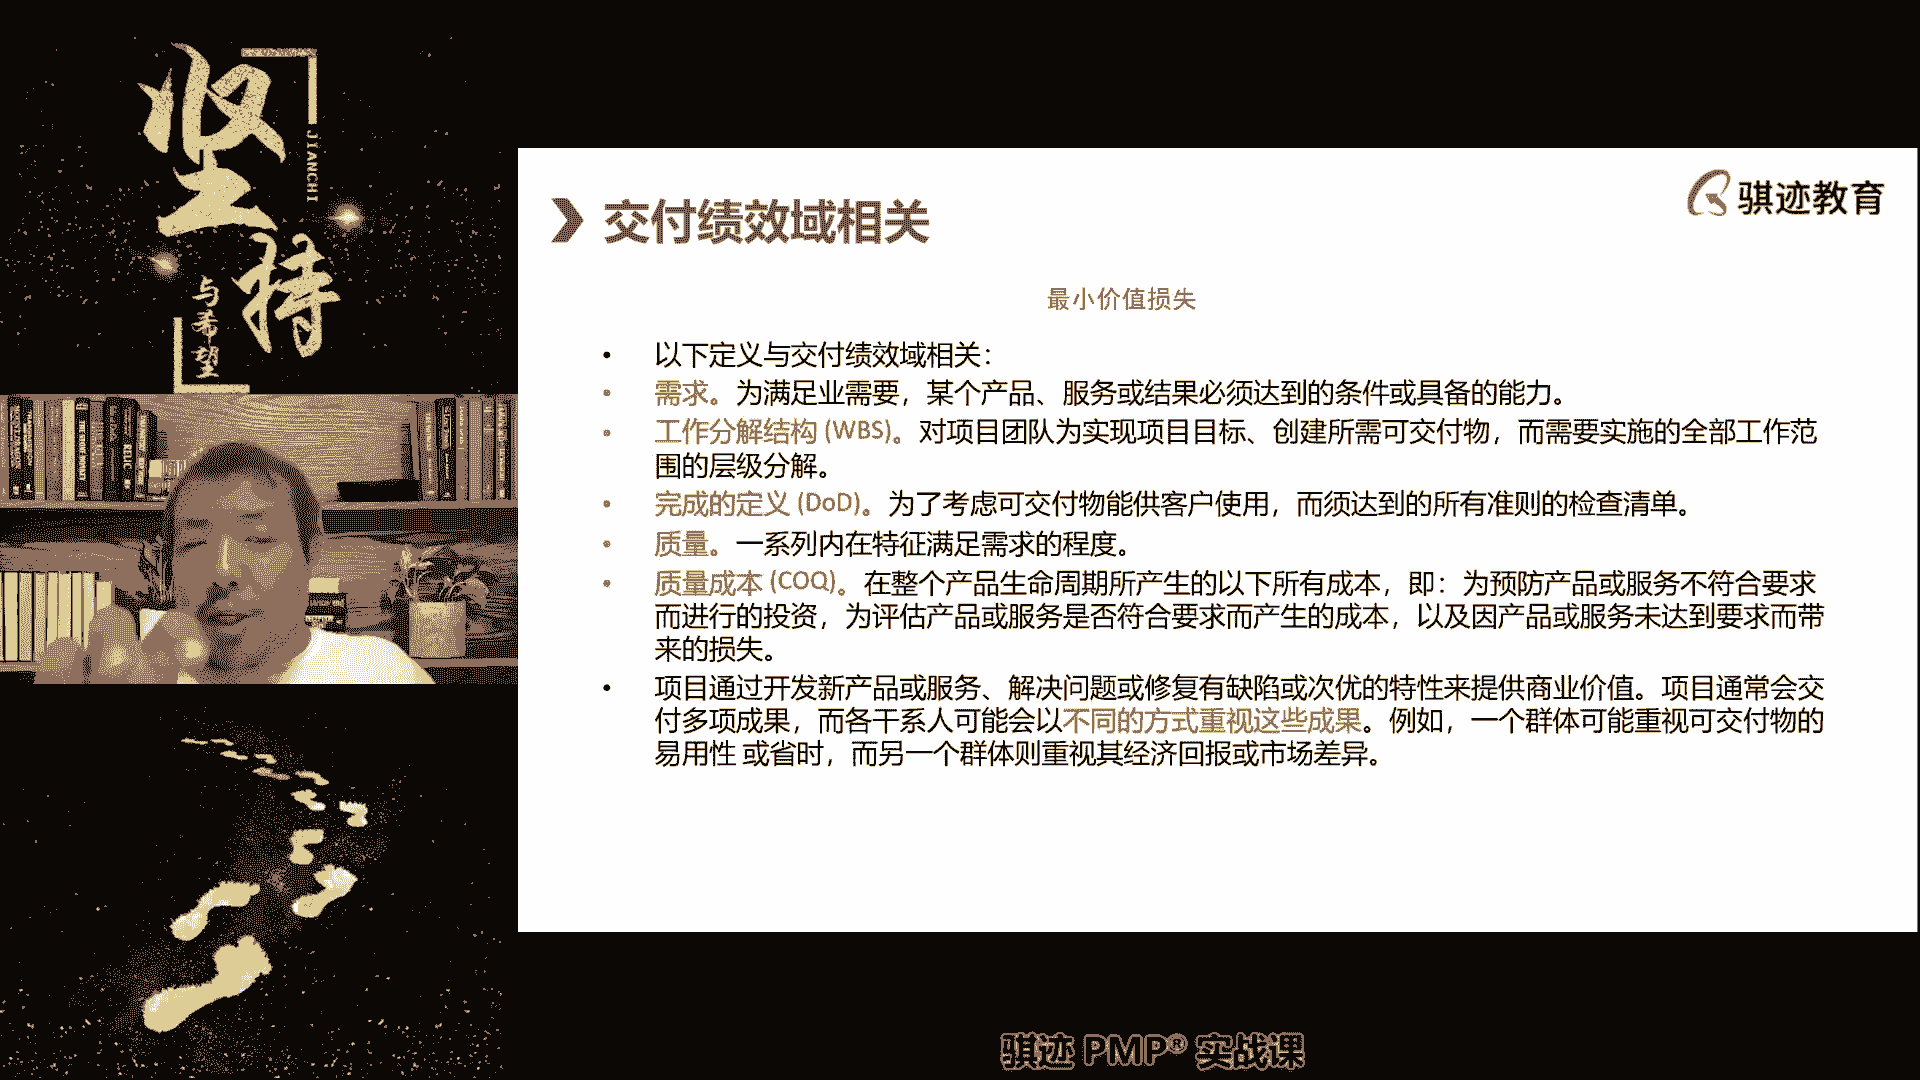 坚持
JIANCHI
与希望
骐迹教育
交付绩效域相关
最小价值损失
• 以下定义与交付绩效域相关：
• 需求。为满足业需要，某个产品、服务或结果必须达到的条件或具备的能力。
• 工作分解结构 (WBS)。对项目团队为实现项目目标、创建所需可交付物，而需要实施的全部工作范
围的层级分解。
• 完成的定义 (DoD)。为了考虑可交付物能供客户使用，而须达到的所有准则的检查清单。
• 质量。一系列内在特征满足需求的程度。
• 质量成本 (COQ)。在整个产品生命周期所产生的以下所有成本，即：为预防产品或服务不符合要求
而进行的投资，为评估产品或服务是否符合要求而产生的成本，以及因产品或服务未达到要求而带
来的损失。
• 项目通过开发新产品或服务、解决问题或修复有缺陷或次优的特性来提供商业价值。项目通常会交
付多项成果，而各干系人可能会以不同的方式重视这些成果。例如，一个群体可能重视可交付物的
易用性 或省时，而另一个群体则重视其经济回报或市场差异。
骐迹 PMP® 实战课